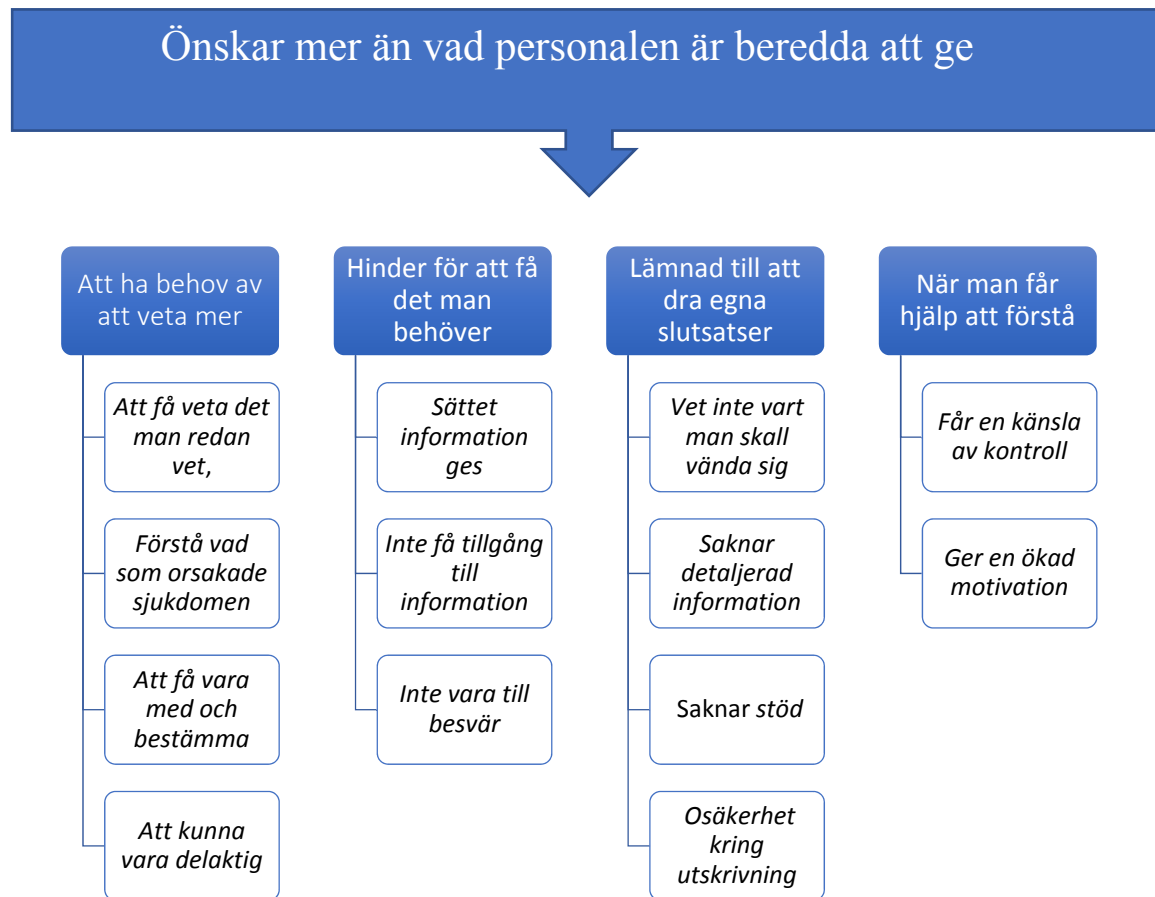 Önskar mer än vad personalen är beredda att ge
Att ha behov av
att veta mer
Att få veta det
man redan
vet,
Förstå vad
som orsakade
sjukdomen
Att få vara
med och
bestämma
Att kunna
vara delaktig
Hinder för att få
det man
behöver
Sättet
information
ges
Inte få tillgång
till
information
Inte vara till
besvär
Lämnad till att
dra egna
slutsatser
Vet inte vart
man skall
vända sig
Saknar
detaljerad
information
Saknar stöd
Osäkerhet
kring
utskrivning
När man får
hjälp att förstå
Får en känsla
av kontroll
Ger en ökad
motivation